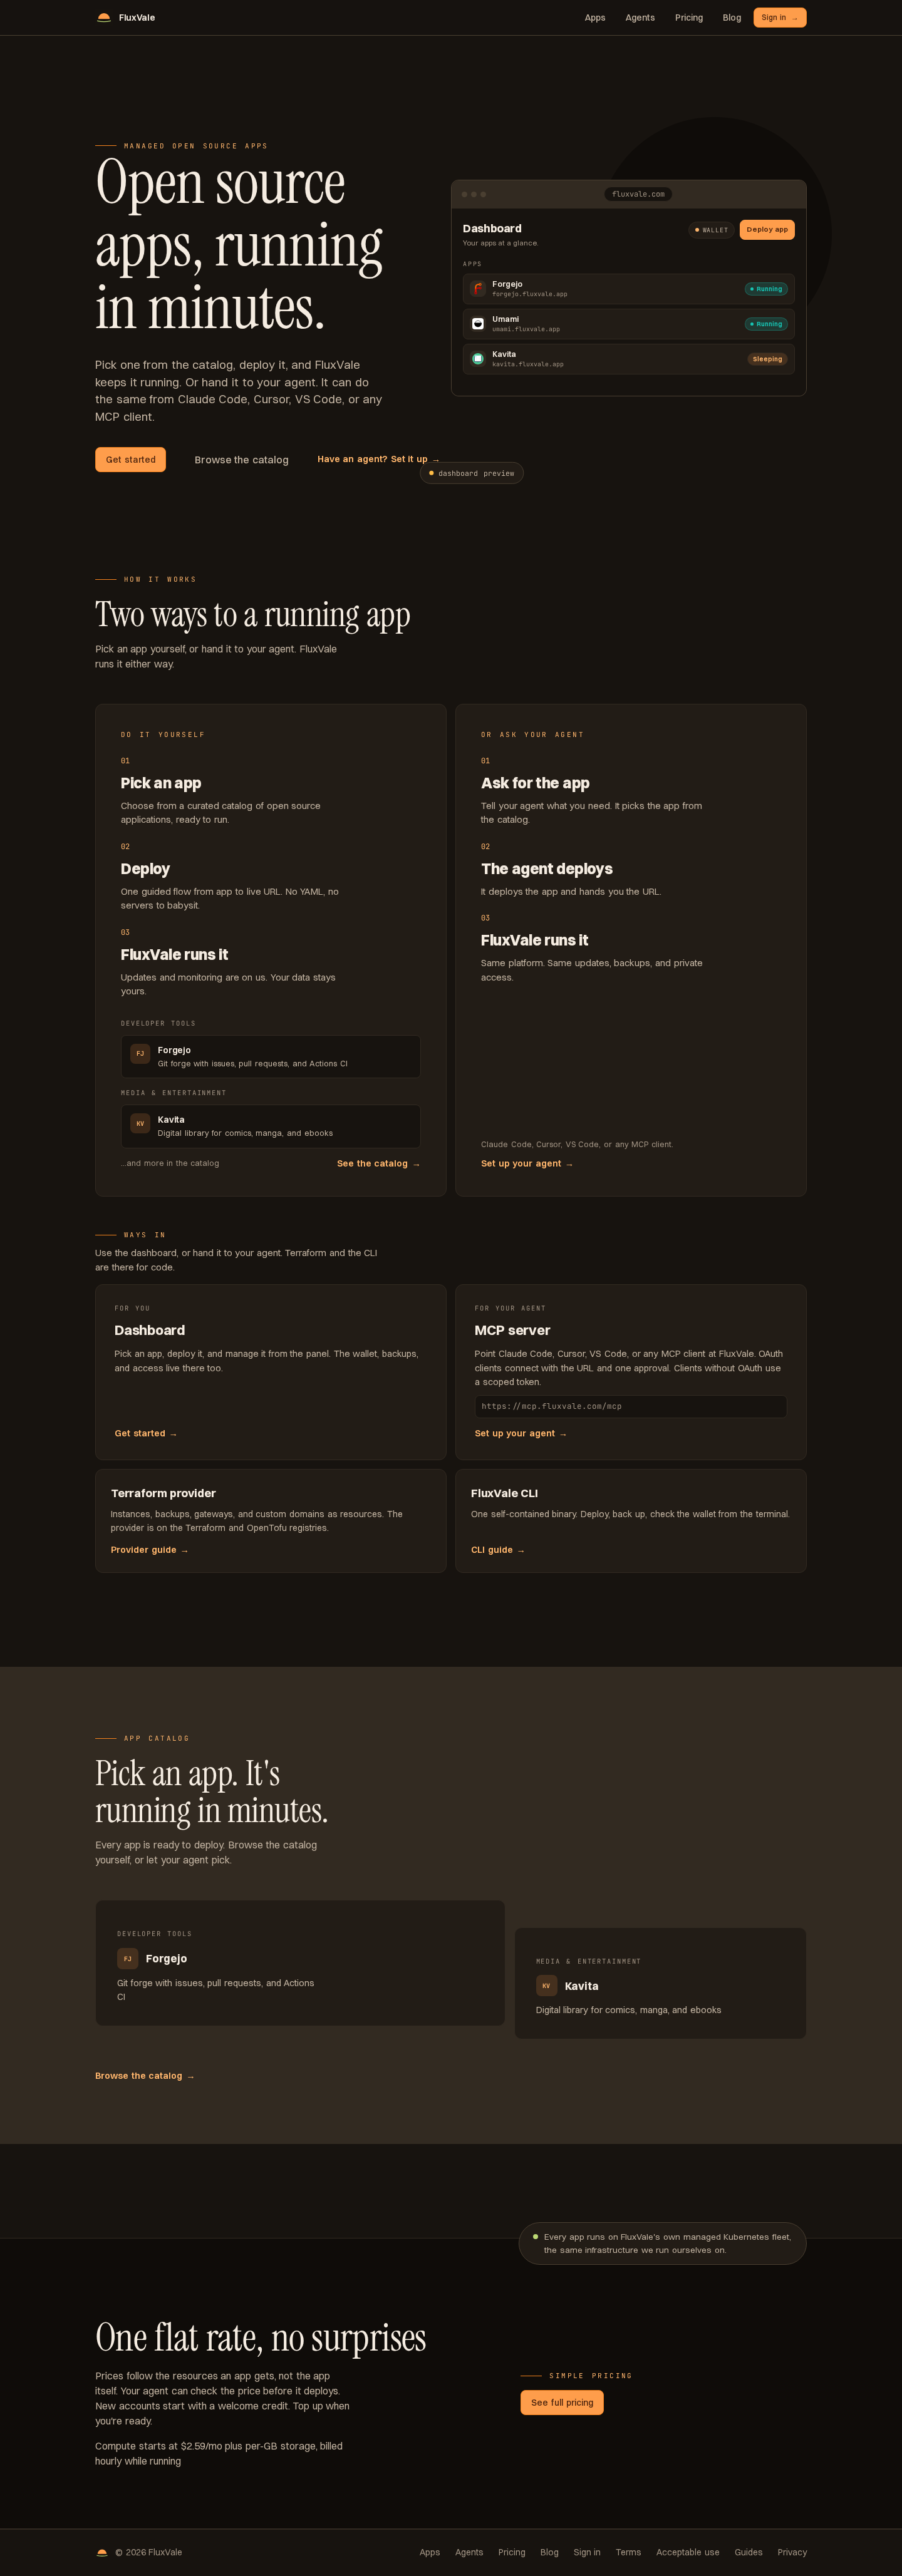 FluxVale
Apps
Agents
Pricing
Blog
Sign in →
MANAGED OPEN SOURCE APPS
Open source
apps, running
in minutes.
Pick one from the catalog, deploy it, and FluxVale
keeps it running. Or hand it to your agent. It can do
the same from Claude Code, Cursor, VS Code, or any
MCP client.
Get started
Browse the catalog
Have an agent? Set it up →
fluxvale.com
Dashboard
Your apps at a glance.
WALLET
Deploy app
APPS
Forgejo
forgejo.fluxvale.app
Running
Umami
umami.fluxvale.app
Running
Kavita
kavita.fluxvale.app
Sleeping
dashboard preview
HOW IT WORKS
Two ways to a running app
Pick an app yourself, or hand it to your agent. FluxVale
runs it either way.
DO IT YOURSELF
01
Pick an app
Choose from a curated catalog of open source
applications, ready to run.
02
Deploy
One guided flow from app to live URL. No YAML, no
servers to babysit.
03
FluxVale runs it
Updates and monitoring are on us. Your data stays
yours.
DEVELOPER TOOLS
FJ
Forgejo
Git forge with issues, pull requests, and Actions CI
MEDIA & ENTERTAINMENT
KV
Kavita
Digital library for comics, manga, and ebooks
...and more in the catalog
See the catalog →
OR ASK YOUR AGENT
01
Ask for the app
Tell your agent what you need. It picks the app from
the catalog.
02
The agent deploys
It deploys the app and hands you the URL.
03
FluxVale runs it
Same platform. Same updates, backups, and private
access.
Claude Code, Cursor, VS Code, or any MCP client.
Set up your agent →
WAYS IN
Use the dashboard, or hand it to your agent. Terraform and the CLI
are there for code.
FOR YOU
Dashboard
Pick an app, deploy it, and manage it from the panel. The wallet, backups,
and access live there too.
Get started →
FOR YOUR AGENT
MCP server
Point Claude Code, Cursor, VS Code, or any MCP client at FluxVale. OAuth
clients connect with the URL and one approval. Clients without OAuth use
a scoped token.
https://mcp.fluxvale.com/mcp
Set up your agent →
Terraform provider
Instances, backups, gateways, and custom domains as resources. The
provider is on the Terraform and OpenTofu registries.
Provider guide →
FluxVale CLI
One self-contained binary. Deploy, back up, check the wallet from the terminal.
CLI guide →
APP CATALOG
Pick an app. It's
running in minutes.
Every app is ready to deploy. Browse the catalog
yourself, or let your agent pick.
DEVELOPER TOOLS
FJ
Forgejo
Git forge with issues, pull requests, and Actions
CI
MEDIA & ENTERTAINMENT
KV
Kavita
Digital library for comics, manga, and ebooks
Browse the catalog →
Every app runs on FluxVale's own managed Kubernetes fleet,
the same infrastructure we run ourselves on.
One flat rate, no surprises
Prices follow the resources an app gets, not the app
itself. Your agent can check the price before it deploys.
New accounts start with a welcome credit. Top up when
you're ready.
Compute starts at $2.59/mo plus per-GB storage, billed
hourly while running
SIMPLE PRICING
See full pricing
© 2026 FluxVale
Apps
Agents
Pricing
Blog
Sign in
Terms
Acceptable use
Guides
Privacy